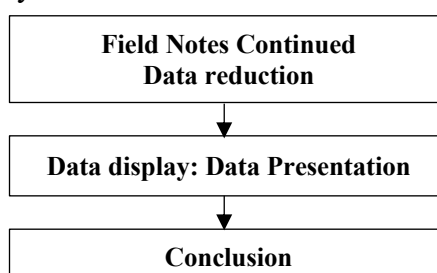 Field Notes Continued
Data reduction
Data display: Data Presentation
Conclusion